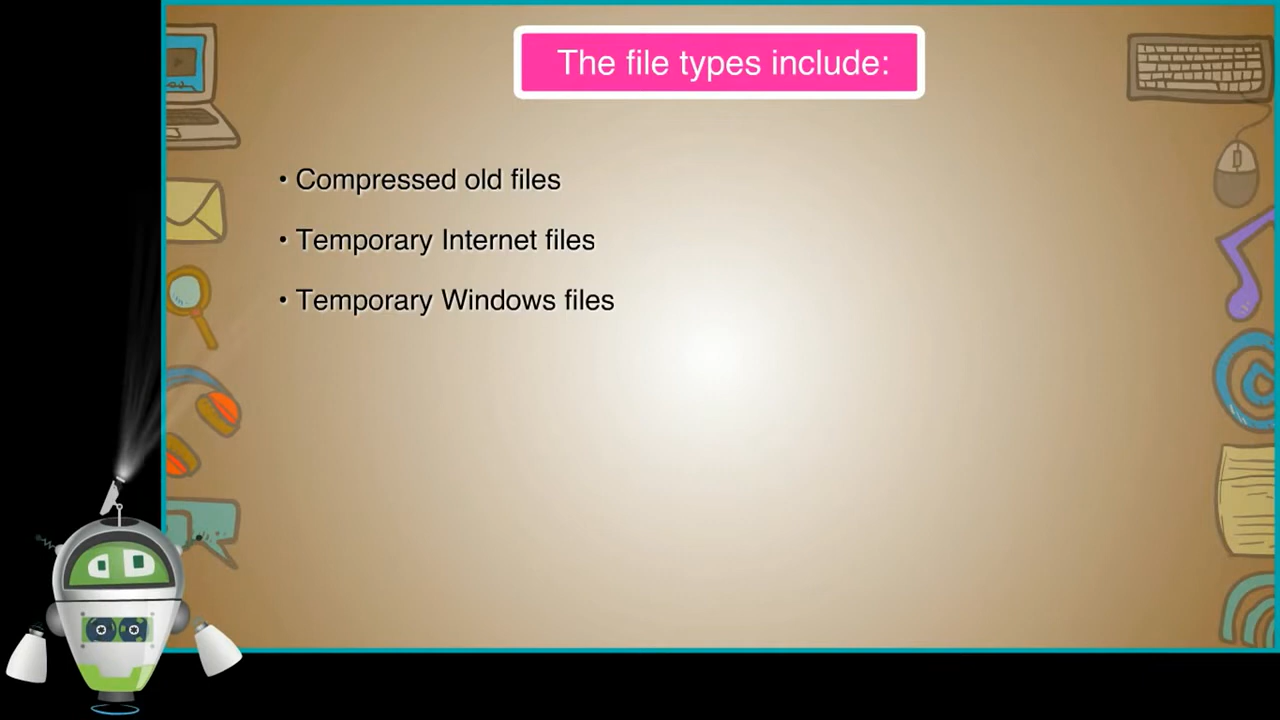 The file types include:
• Compressed old files
• Temporary Internet files
• Temporary Windows files